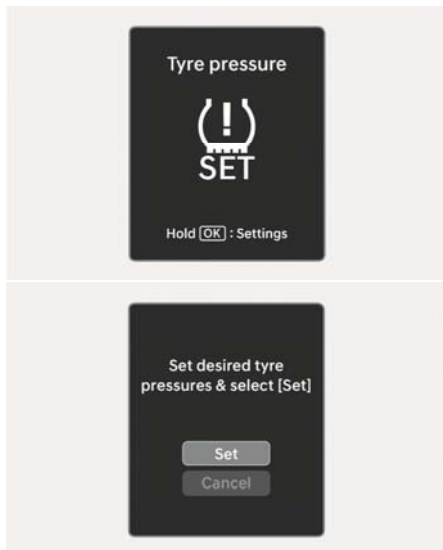 Tyre pressure
SET
Hold OK : Settings
Set desired tyre
pressures & select [Set]
Set
Cancel